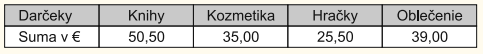 Darčeky Knihy Kozmetika Hračky Oblečenie
Suma v € 50,50 35,00 25,50 39,00